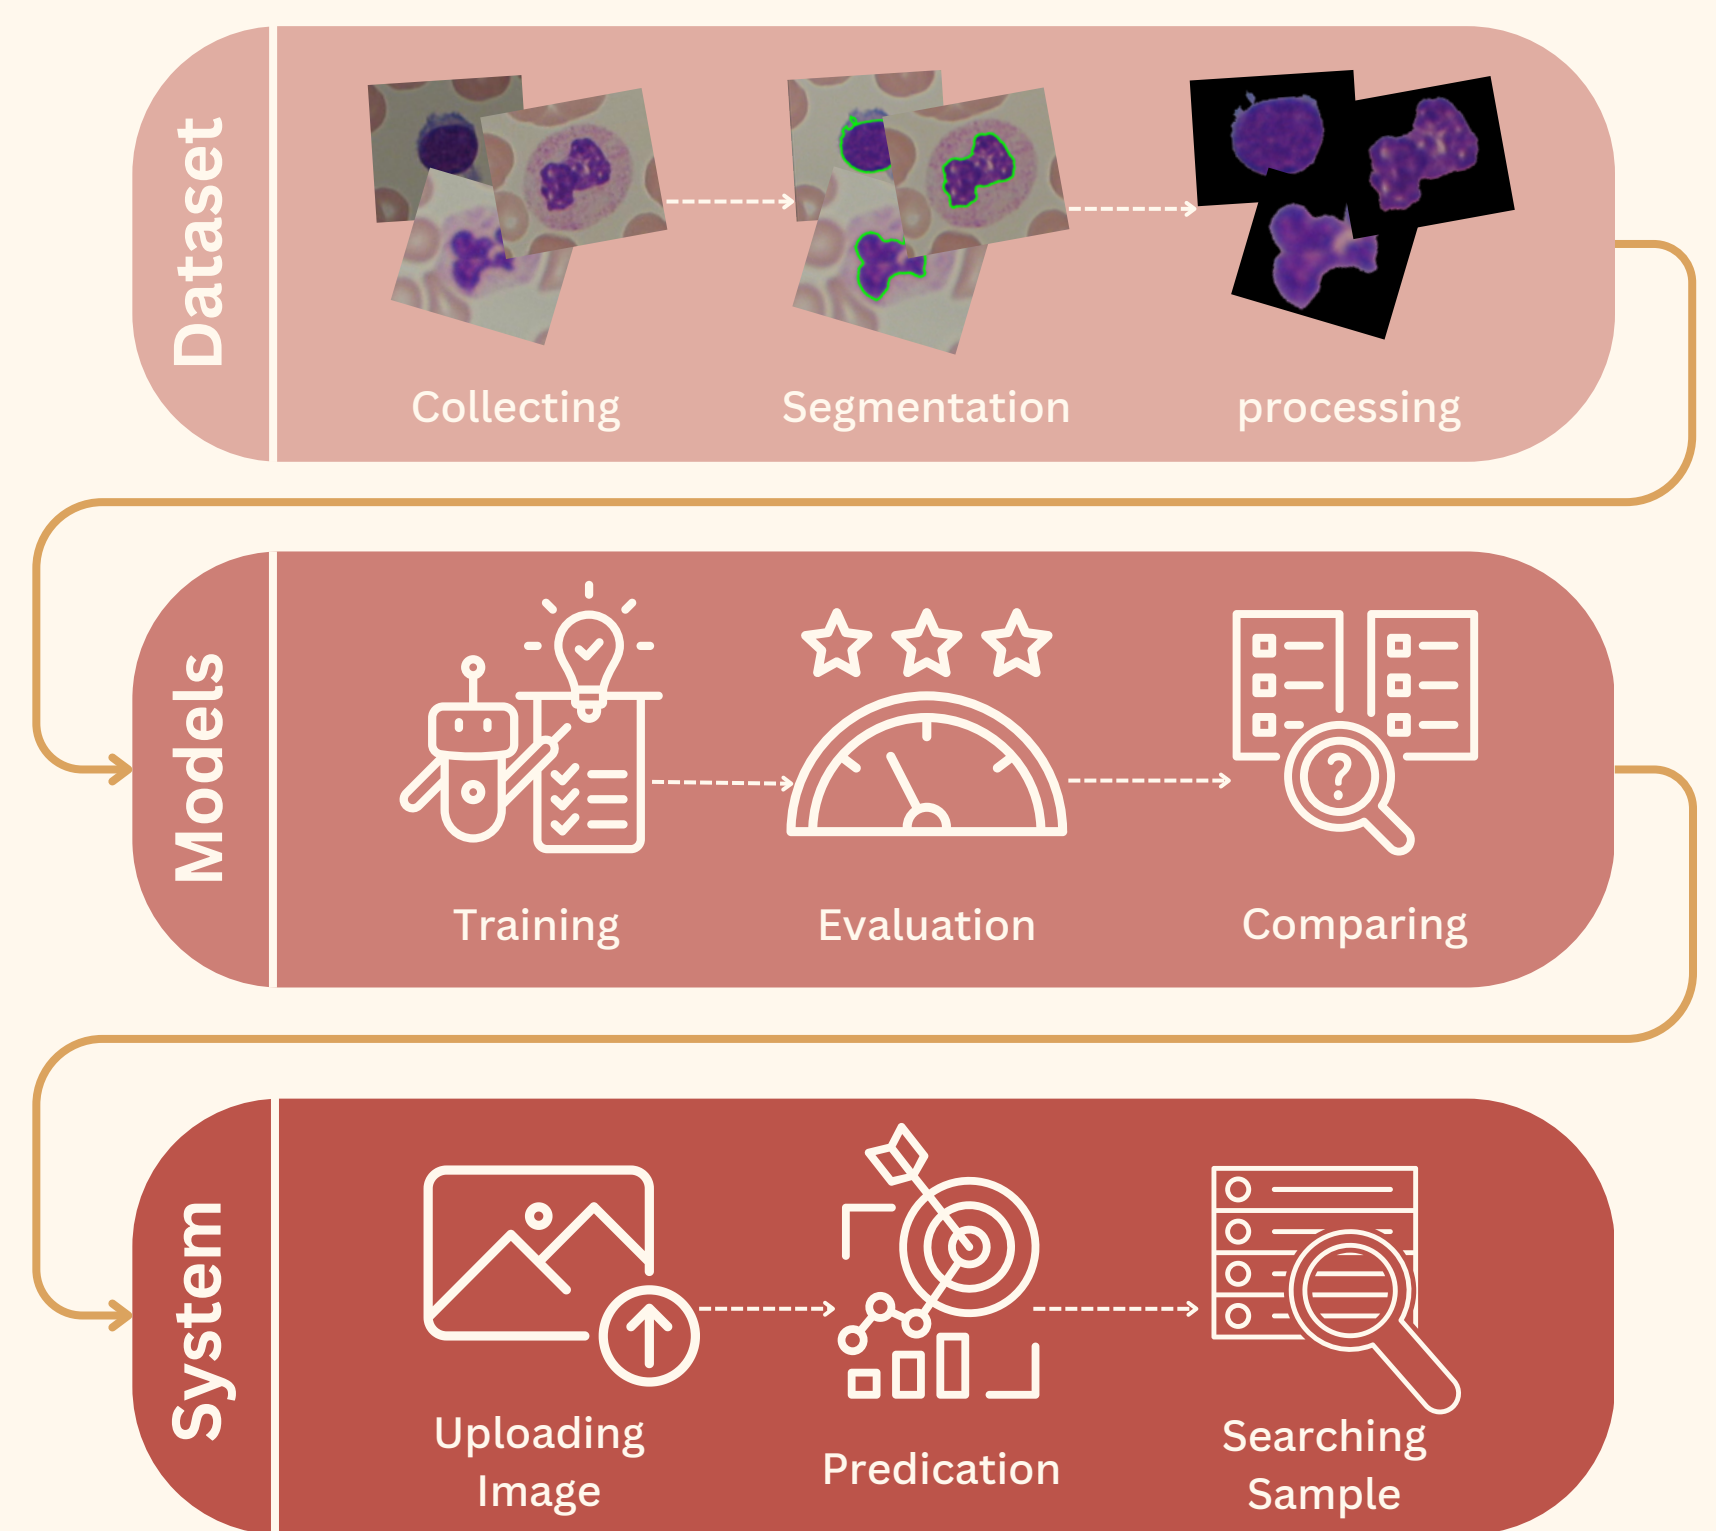 Dataset
Collecting
Segmentation
processing
Models
Training
Evaluation
?
Comparing
System
Uploading
Image
Predication
Searching
Sample